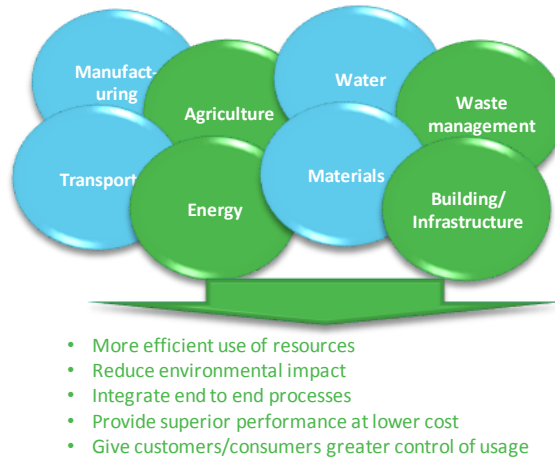 Manufact-
uring
Agriculture
Water
Waste
management
Transport
Energy
Materials
Building/
Infrastructure
• More efficient use of resources
• Reduce environmental impact
• Integrate end to end processes
• Provide superior performance at lower cost
• Give customers/consumers greater control of usage